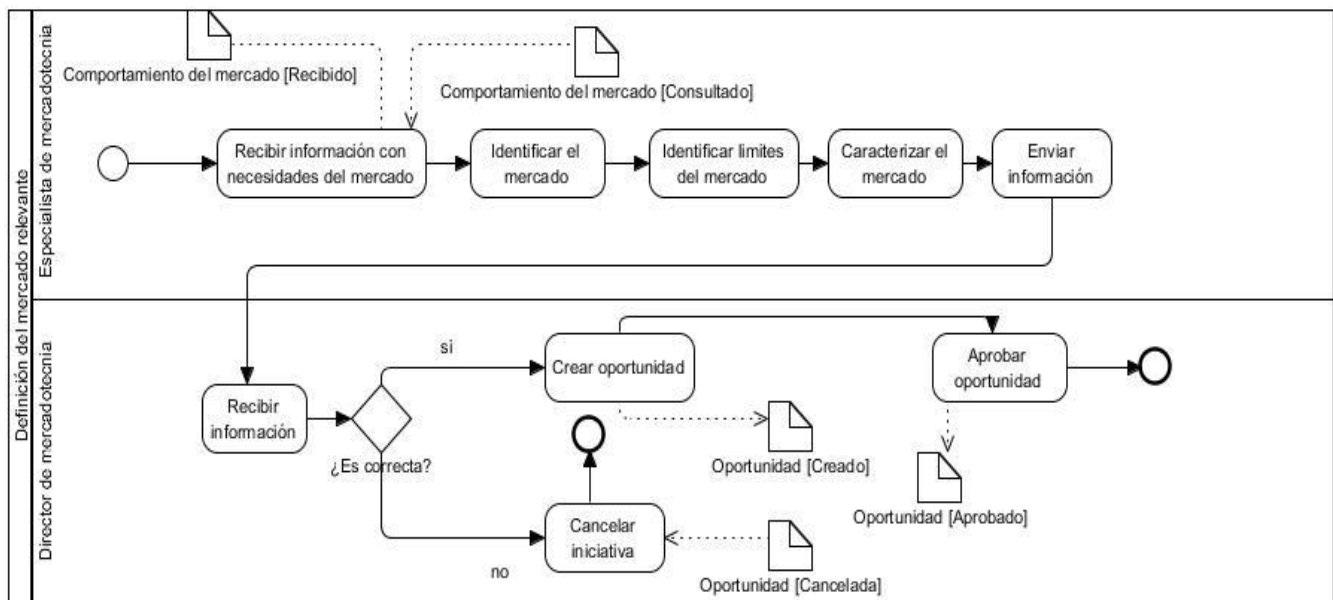 Definición del mercado relevante
Especialista de mercadotecnia
Comportamiento del mercado [Recibido]
Comportamiento del mercado [Consultado]
Recibir información con
necesidades del mercado
Identificar el
mercado
Identificar limites
del mercado
Caracterizar el
mercado
Enviar
información
Director de mercadotecnia
Recibir
información
¿Es correcta?
si
no
Crear oportunidad
Oportunidad [Creado]
Aprobar
oportunidad
Oportunidad [Aprobado]
Cancelar
iniciativa
Oportunidad [Cancelada]